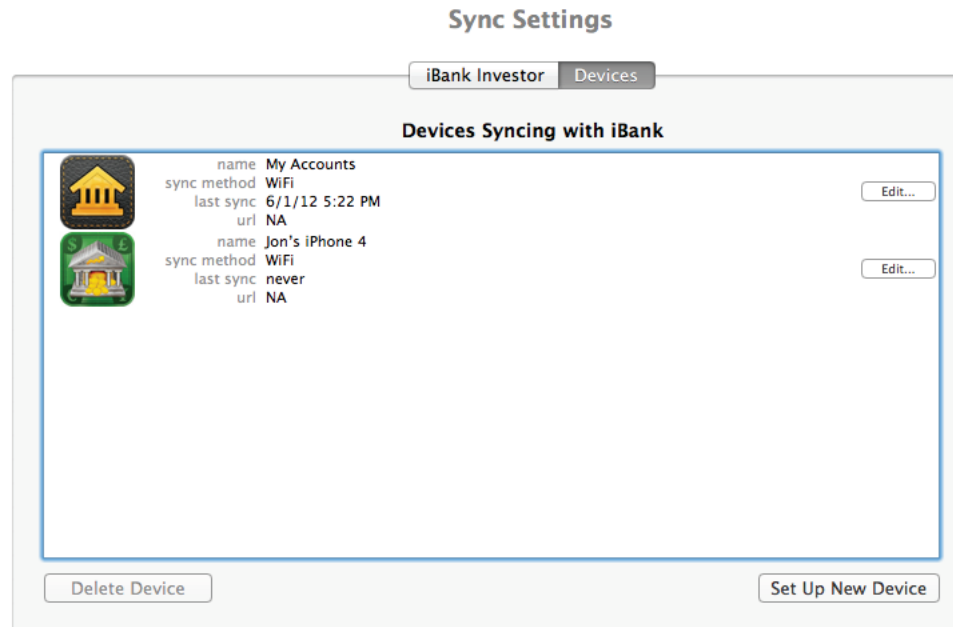 Sync Settings
iBank Investor Devices
Devices Syncing with iBank
name My Accounts
sync method WiFi
last sync 6/1/12 5:22 PM
url NA
Edit...
name Jon's iPhone 4
sync method WiFi
last sync never
url NA
Edit...
$ £
Delete Device Set Up New Device